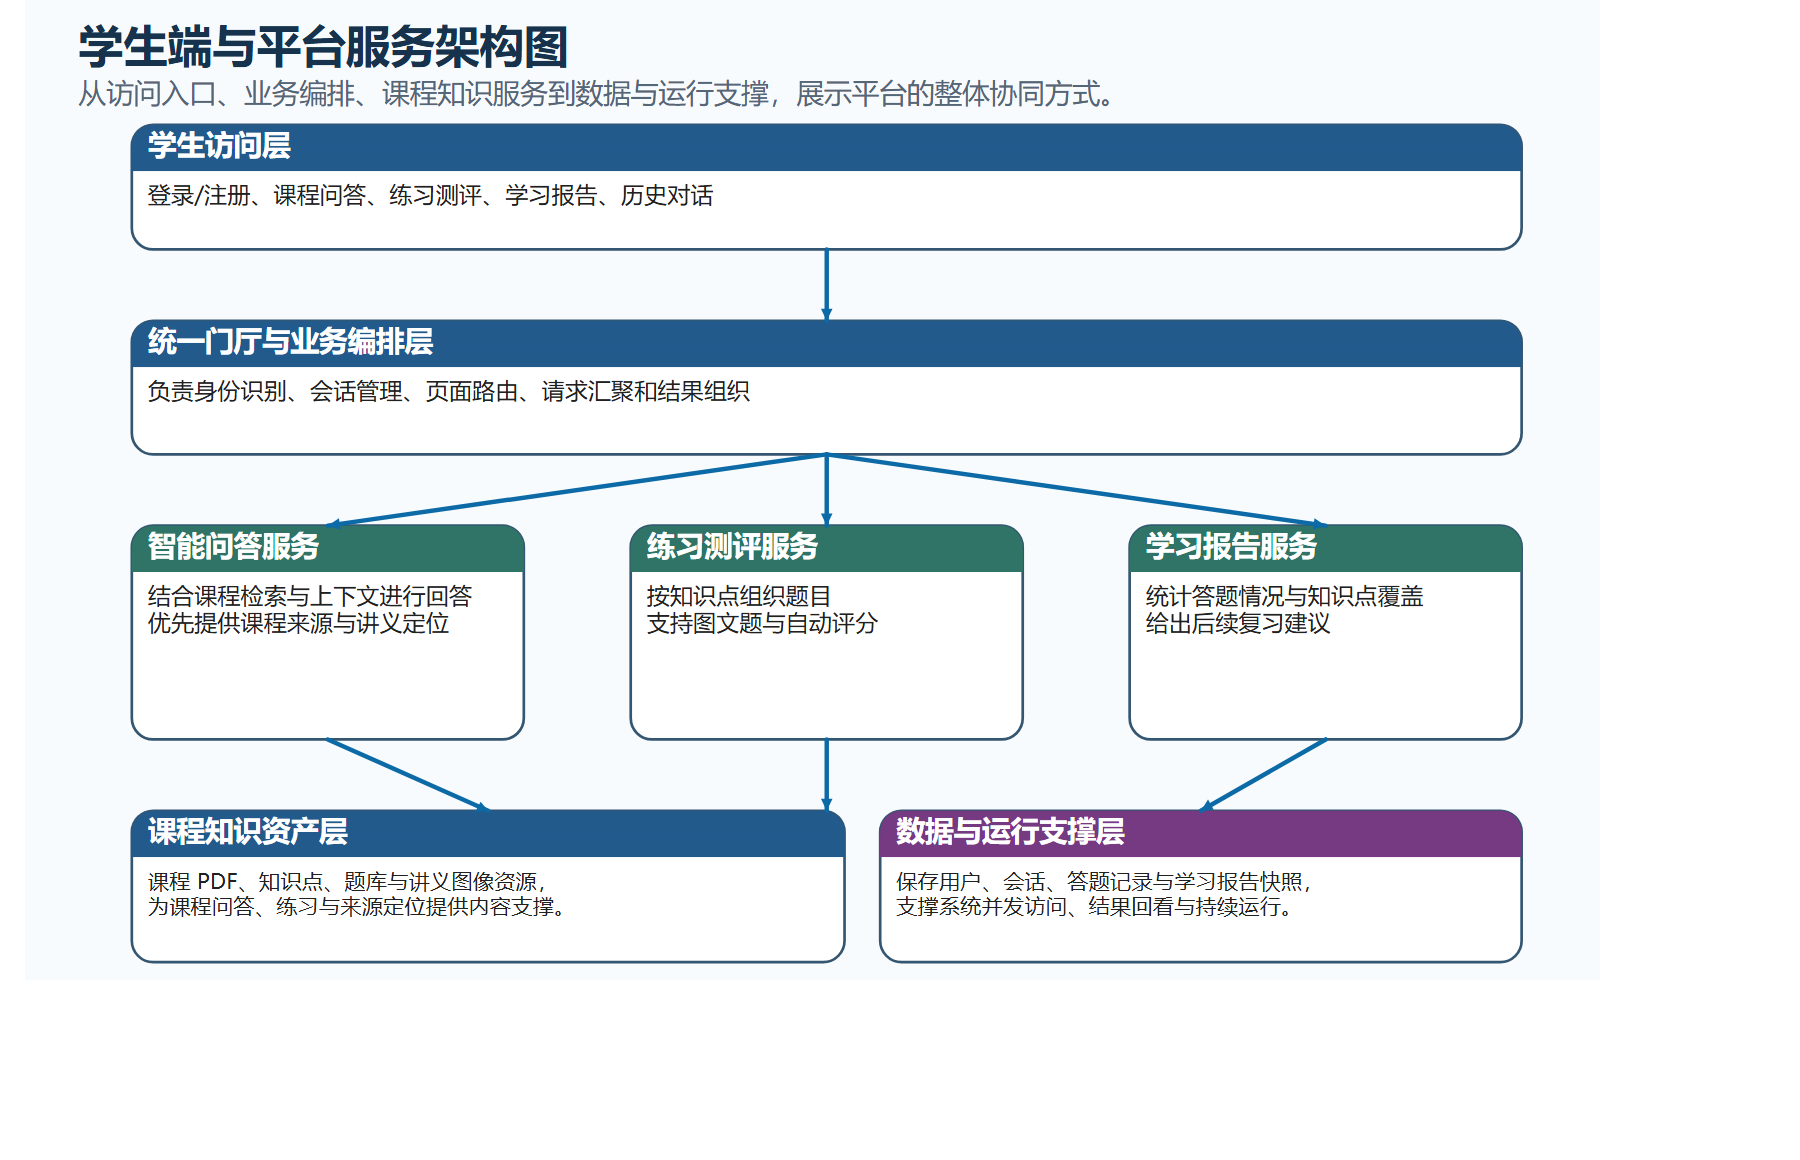 学生端与平台服务架构图
从访问入口、业务编排、课程知识服务到数据与运行支撑，展示平台的整体协同方式。
学生访问层
登录/注册、课程问答、练习测评、学习报告、历史对话
统一门厅与业务编排层
负责身份识别、会话管理、页面路由、请求汇聚和结果组织
智能问答服务
结合课程检索与上下文进行回答
优先提供课程来源与讲义定位
练习测评服务
按知识点组织题目
支持图文题与自动评分
学习报告服务
统计答题情况与知识点覆盖
给出后续复习建议
课程知识资产层
课程 PDF、知识点、题库与讲义图像资源，
为课程问答、练习与来源定位提供内容支撑。
数据与运行支撑层
保存用户、会话、答题记录与学习报告快照，
支撑系统并发访问、结果回看与持续运行。